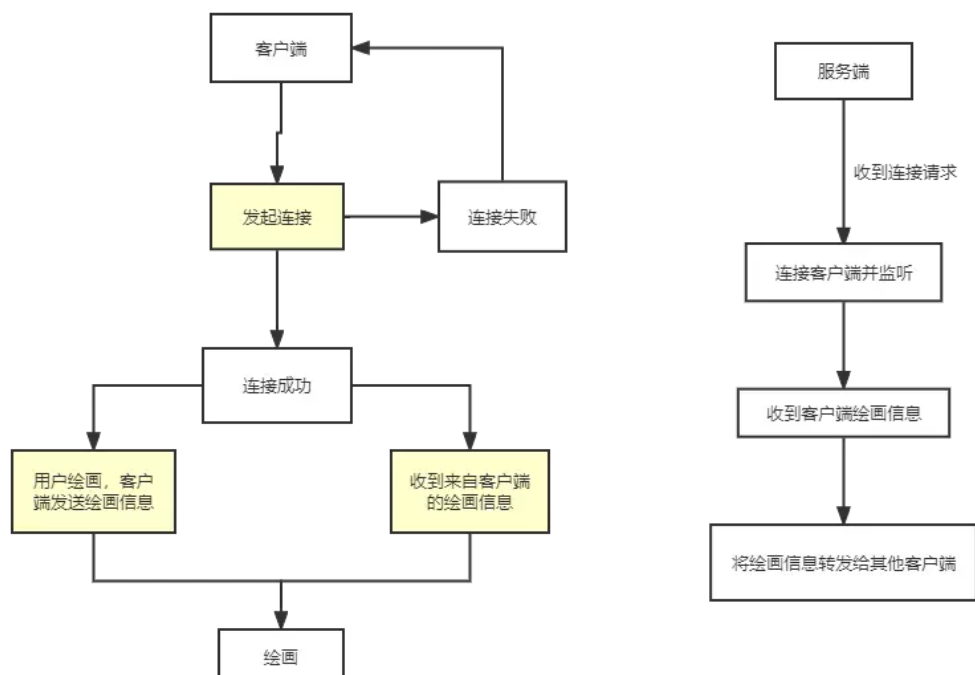 客户端
发起连接
连接失败
连接成功
用户绘画，客户
端发送绘画信息
收到来自客户端
的绘画信息
绘画
服务端
收到连接请求
连接客户端并监听
收到客户端绘画信息
将绘画信息转发给其他客户端